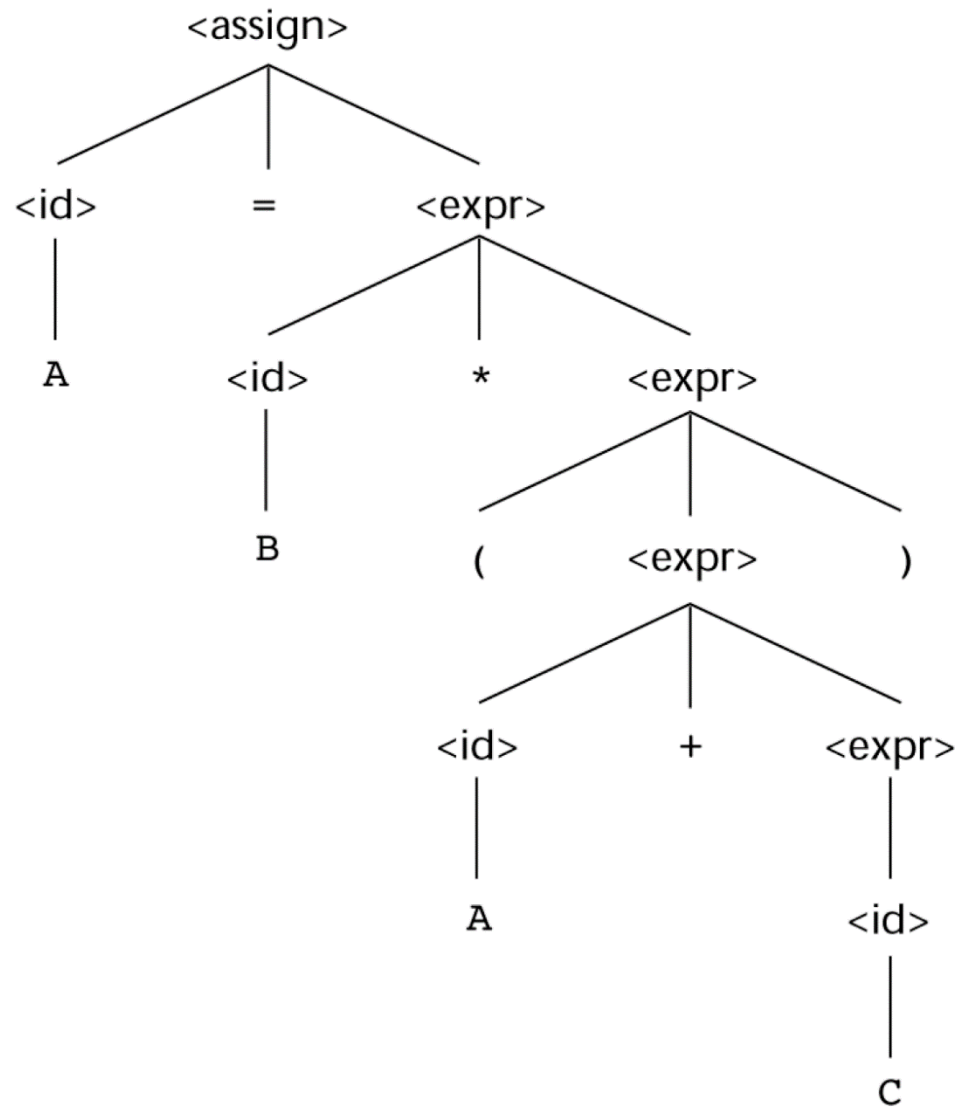 <assign>
<id> = <expr>
A <id> * <expr>
B ( <expr> )
<id> + <expr>
A <id>
C